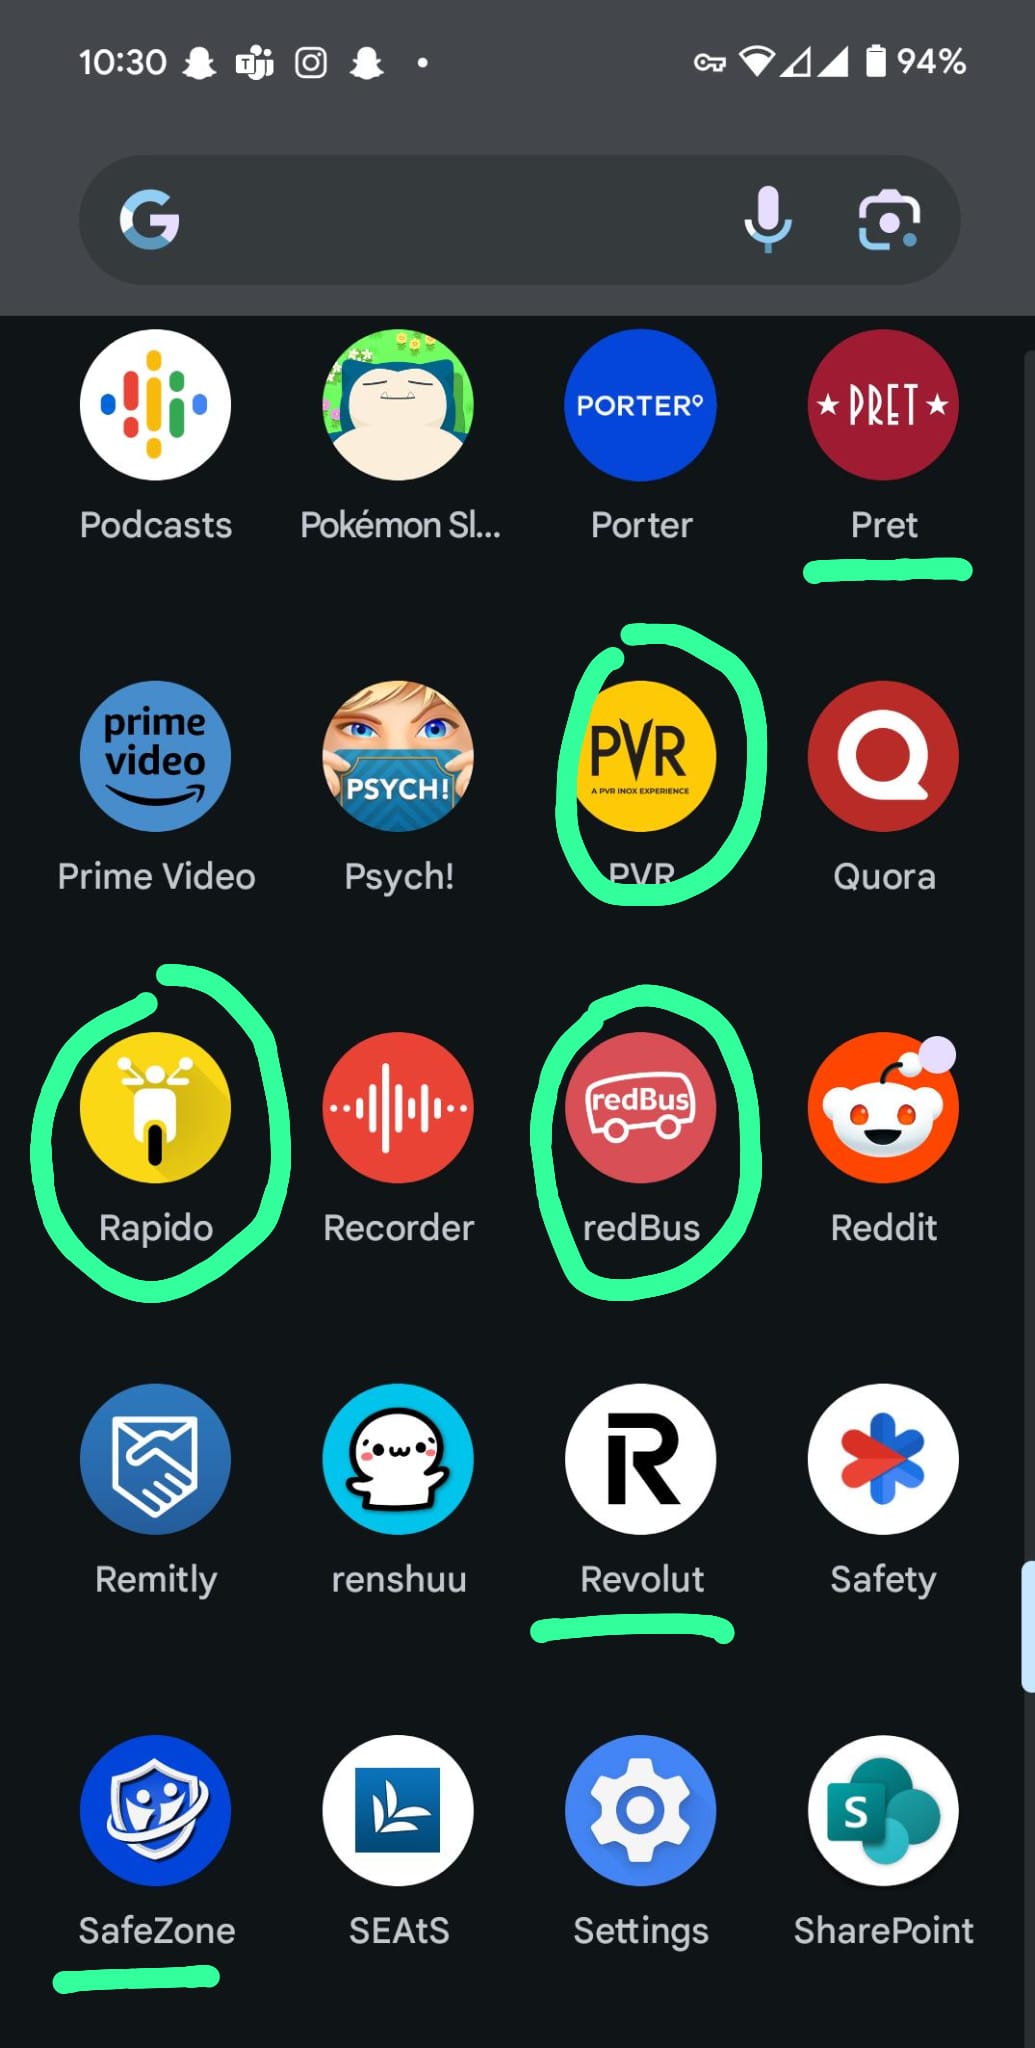 10:30 94%
PORTER
PRET
Podcasts Pokémon Sl... Porter Pret
prime
video
PSYCH!
PVR
A PVR INOX EXPERIENCE
Prime Video Psych! PVR Quora
redBus
Rapido Recorder redBus Reddit
Remitly renshuu Revolut Safety
S
SafeZone SEAtS Settings SharePoint